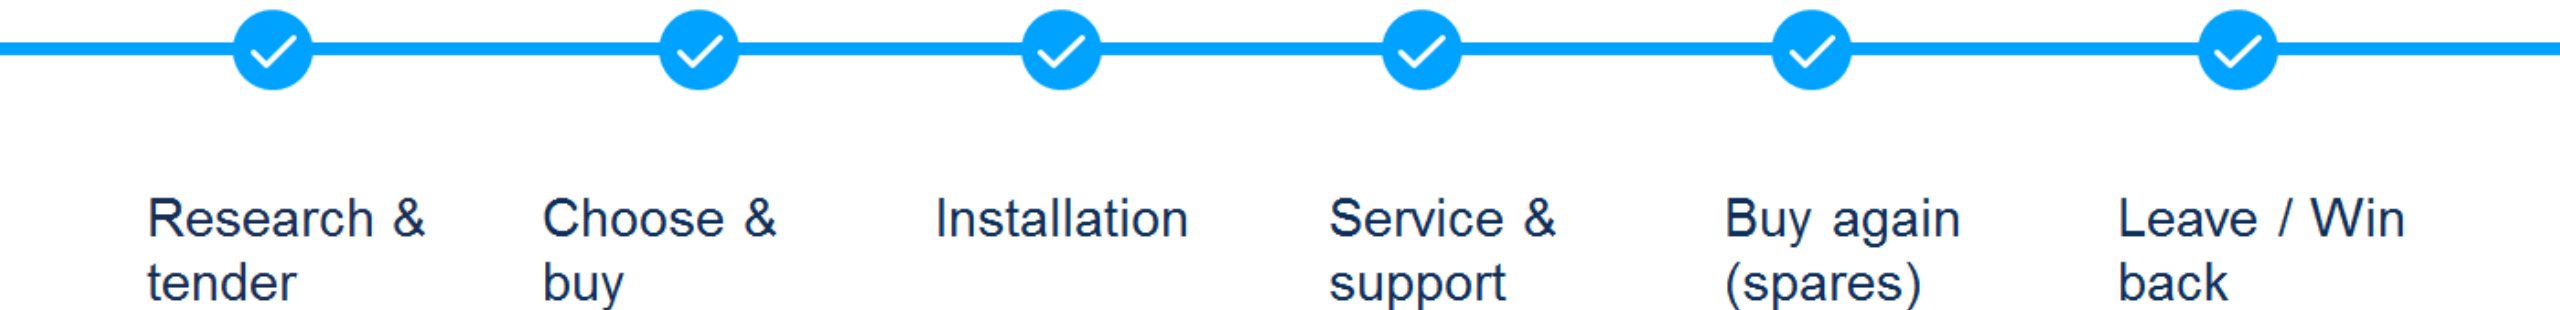 Research &
tender
Choose &
buy
Installation
Service &
support
Buy again
(spares)
Leave / Win
back